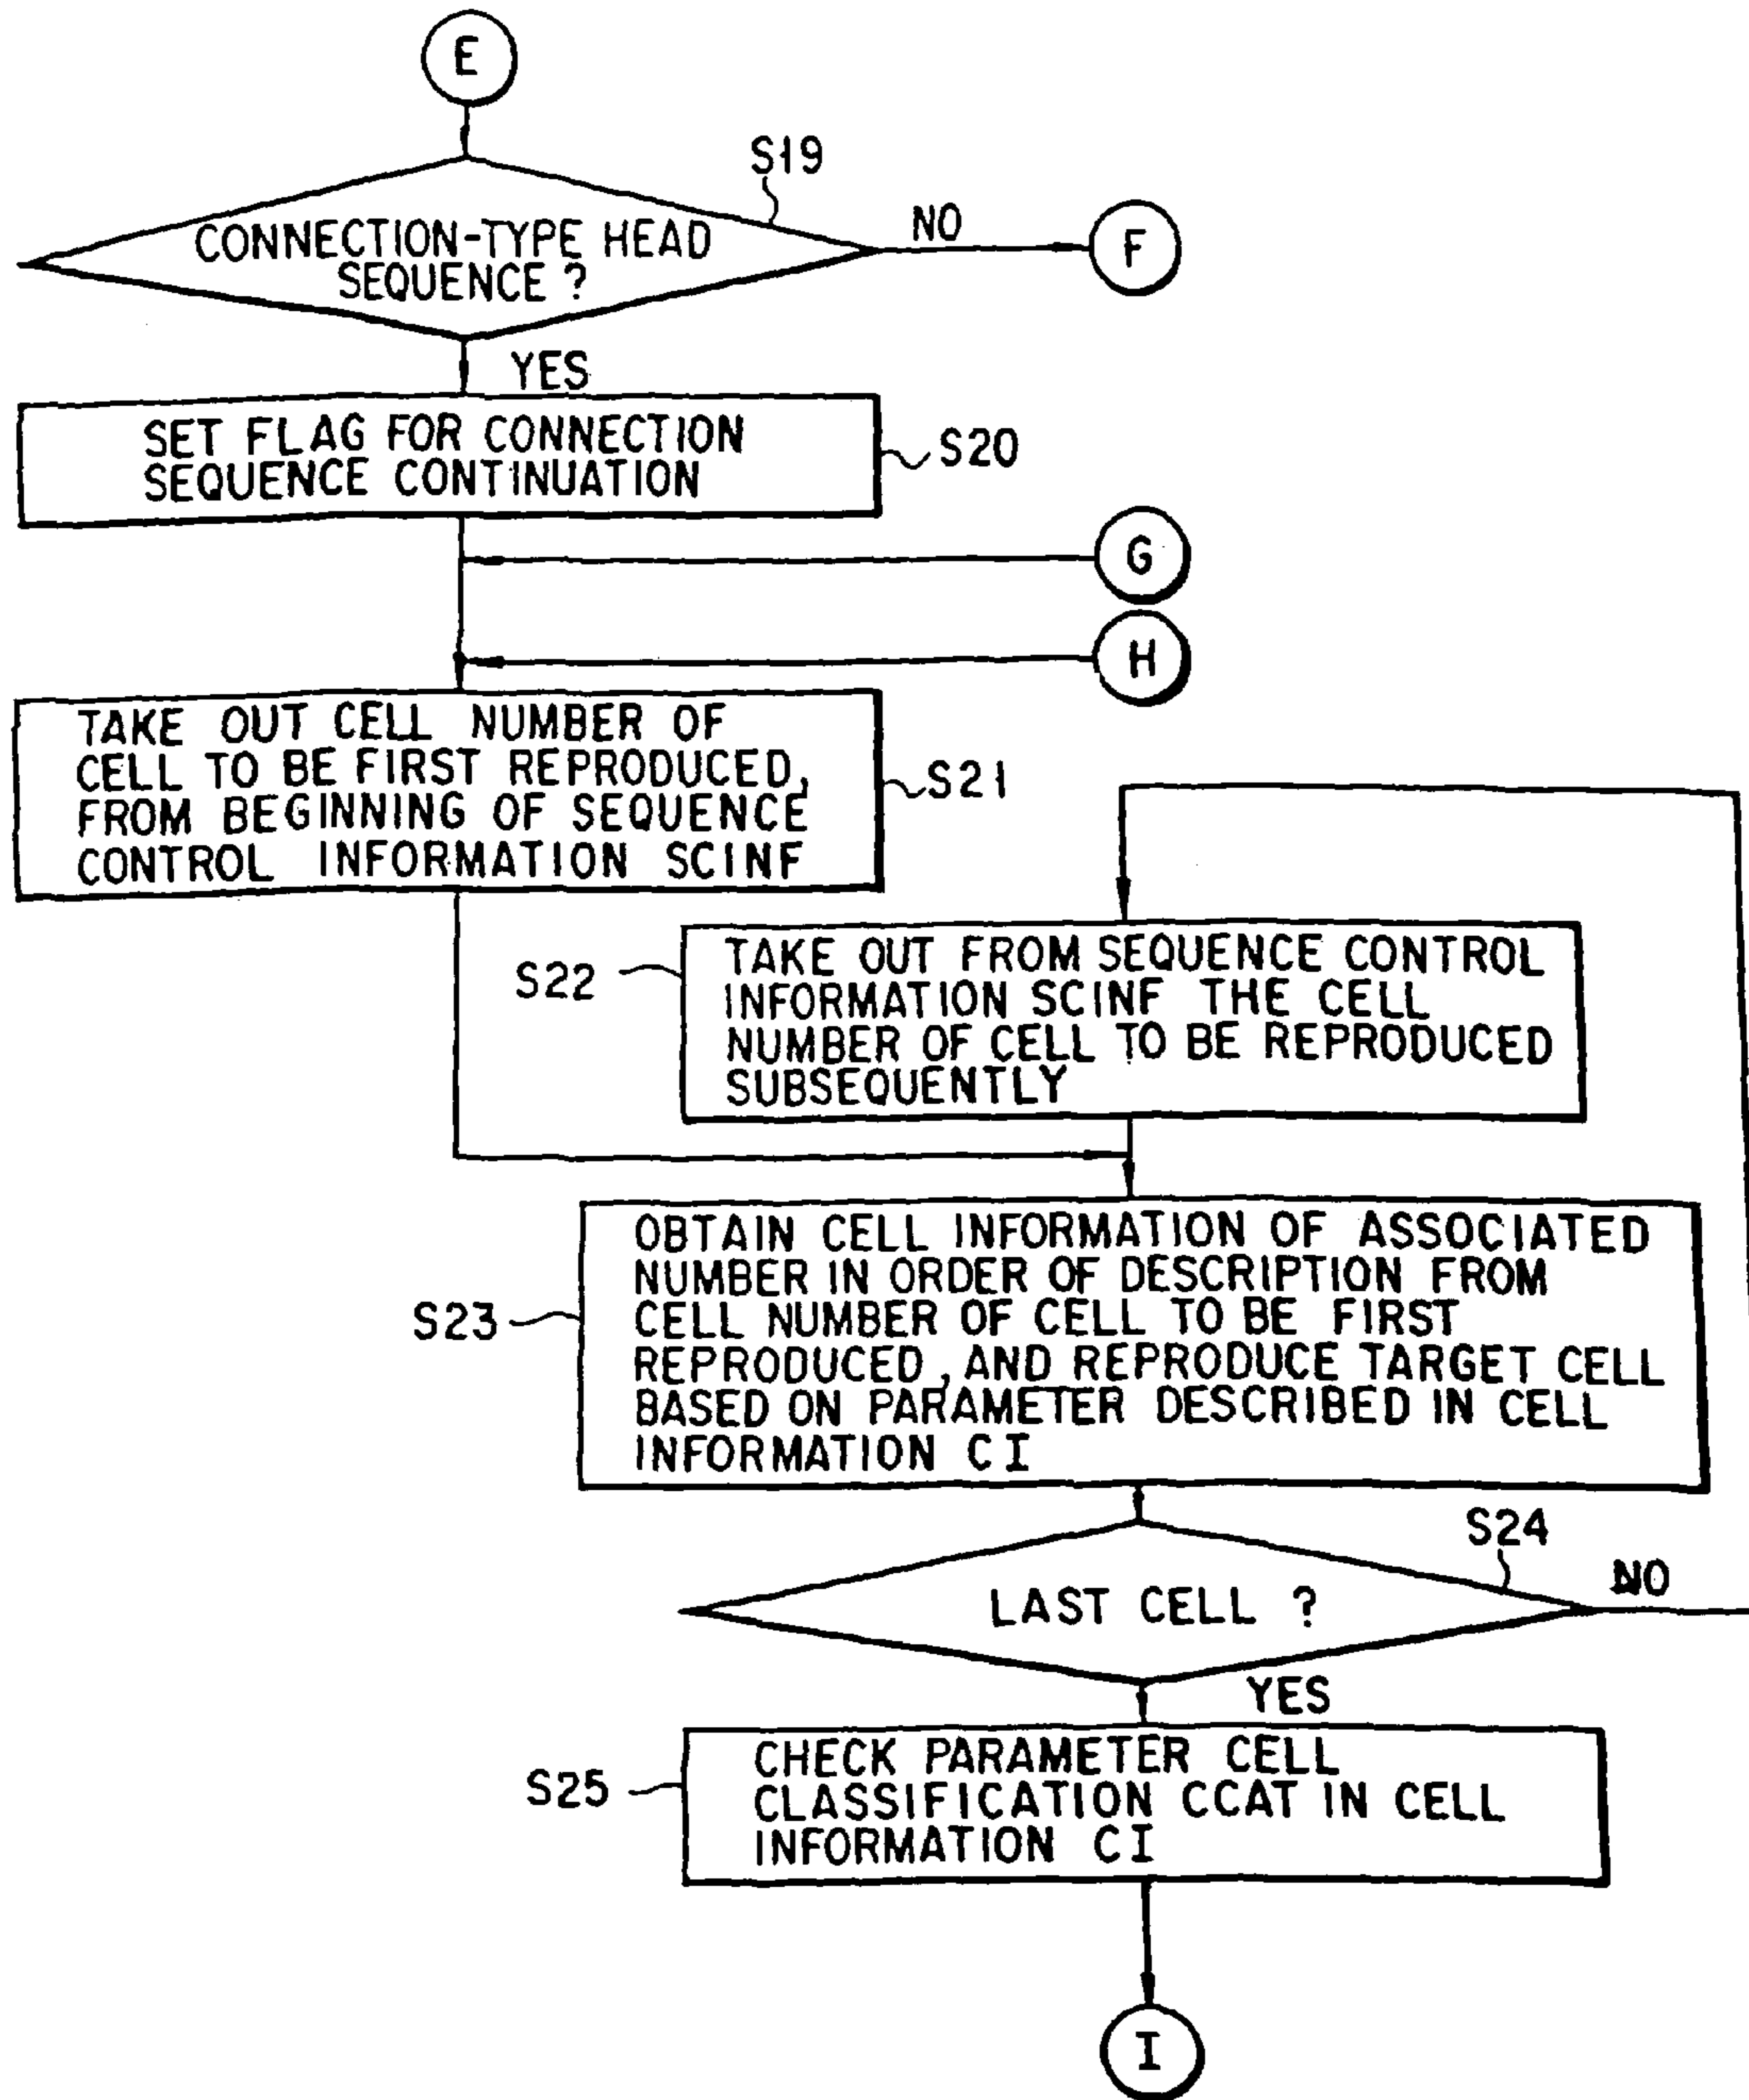 E
S19
CONNECTION-TYPE HEAD
SEQUENCE ?
NO
F
YES
SET FLAG FOR CONNECTION
SEQUENCE CONTINUATION
S20
G
H
TAKE OUT CELL NUMBER OF
CELL TO BE FIRST REPRODUCED,
FROM BEGINNING OF SEQUENCE
CONTROL INFORMATION SCINF
S21
S22
TAKE OUT FROM SEQUENCE CONTROL
INFORMATION SCINF THE CELL
NUMBER OF CELL TO BE REPRODUCED
SUBSEQUENTLY
S23
OBTAIN CELL INFORMATION OF ASSOCIATED
NUMBER IN ORDER OF DESCRIPTION FROM
CELL NUMBER OF CELL TO BE FIRST
REPRODUCED, AND REPRODUCE TARGET CELL
BASED ON PARAMETER DESCRIBED IN CELL
INFORMATION CI
S24
LAST CELL ?
NO
YES
S25
CHECK PARAMETER CELL
CLASSIFICATION CCAT IN CELL
INFORMATION CI
I